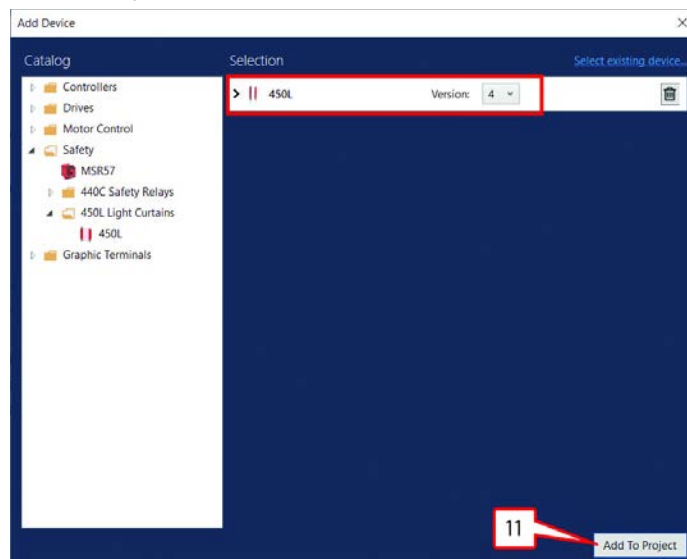 Add Device
Catalog
Controllers
Drives
Motor Control
Safety
MSR57
440C Safety Relays
450L Light Curtains
450L
Graphic Terminals
Selection
Select existing device...
450L Version: 4
11
Add To Project